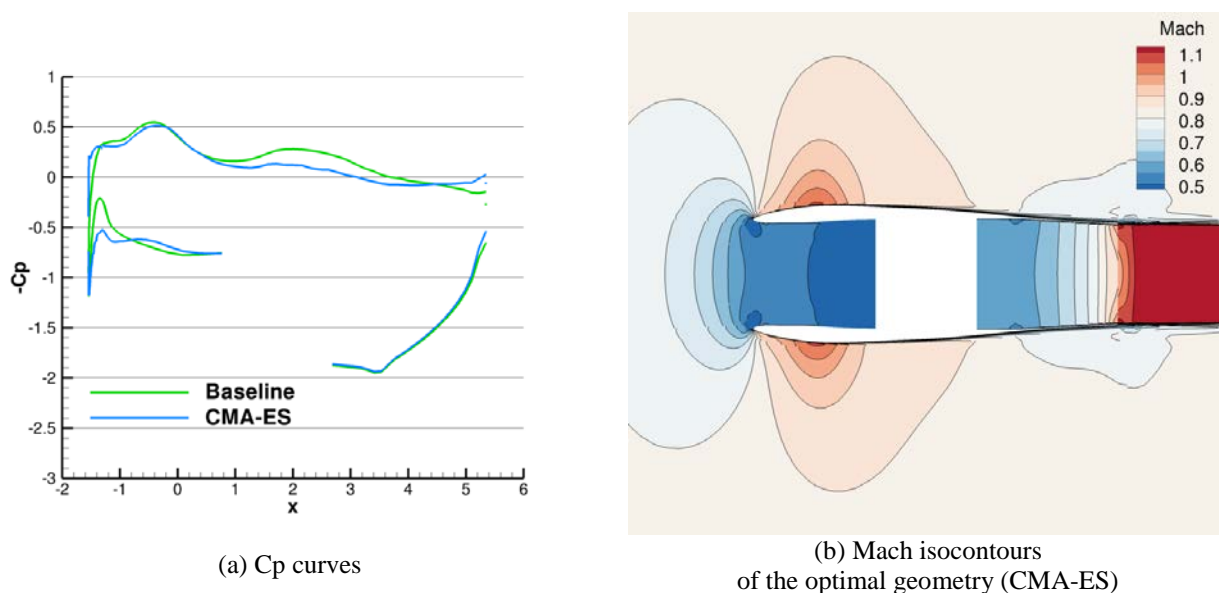 1
0.5
0
-0.5
-1
-1.5
-2
-2.5
-3
-Cp
Baseline
CMA-ES
-2 -1 0 1 2 3 4 5 6
x
(a) Cp curves
Mach
1.1
1
0.9
0.8
0.7
0.6
0.5
(b) Mach isocontours
of the optimal geometry (CMA-ES)